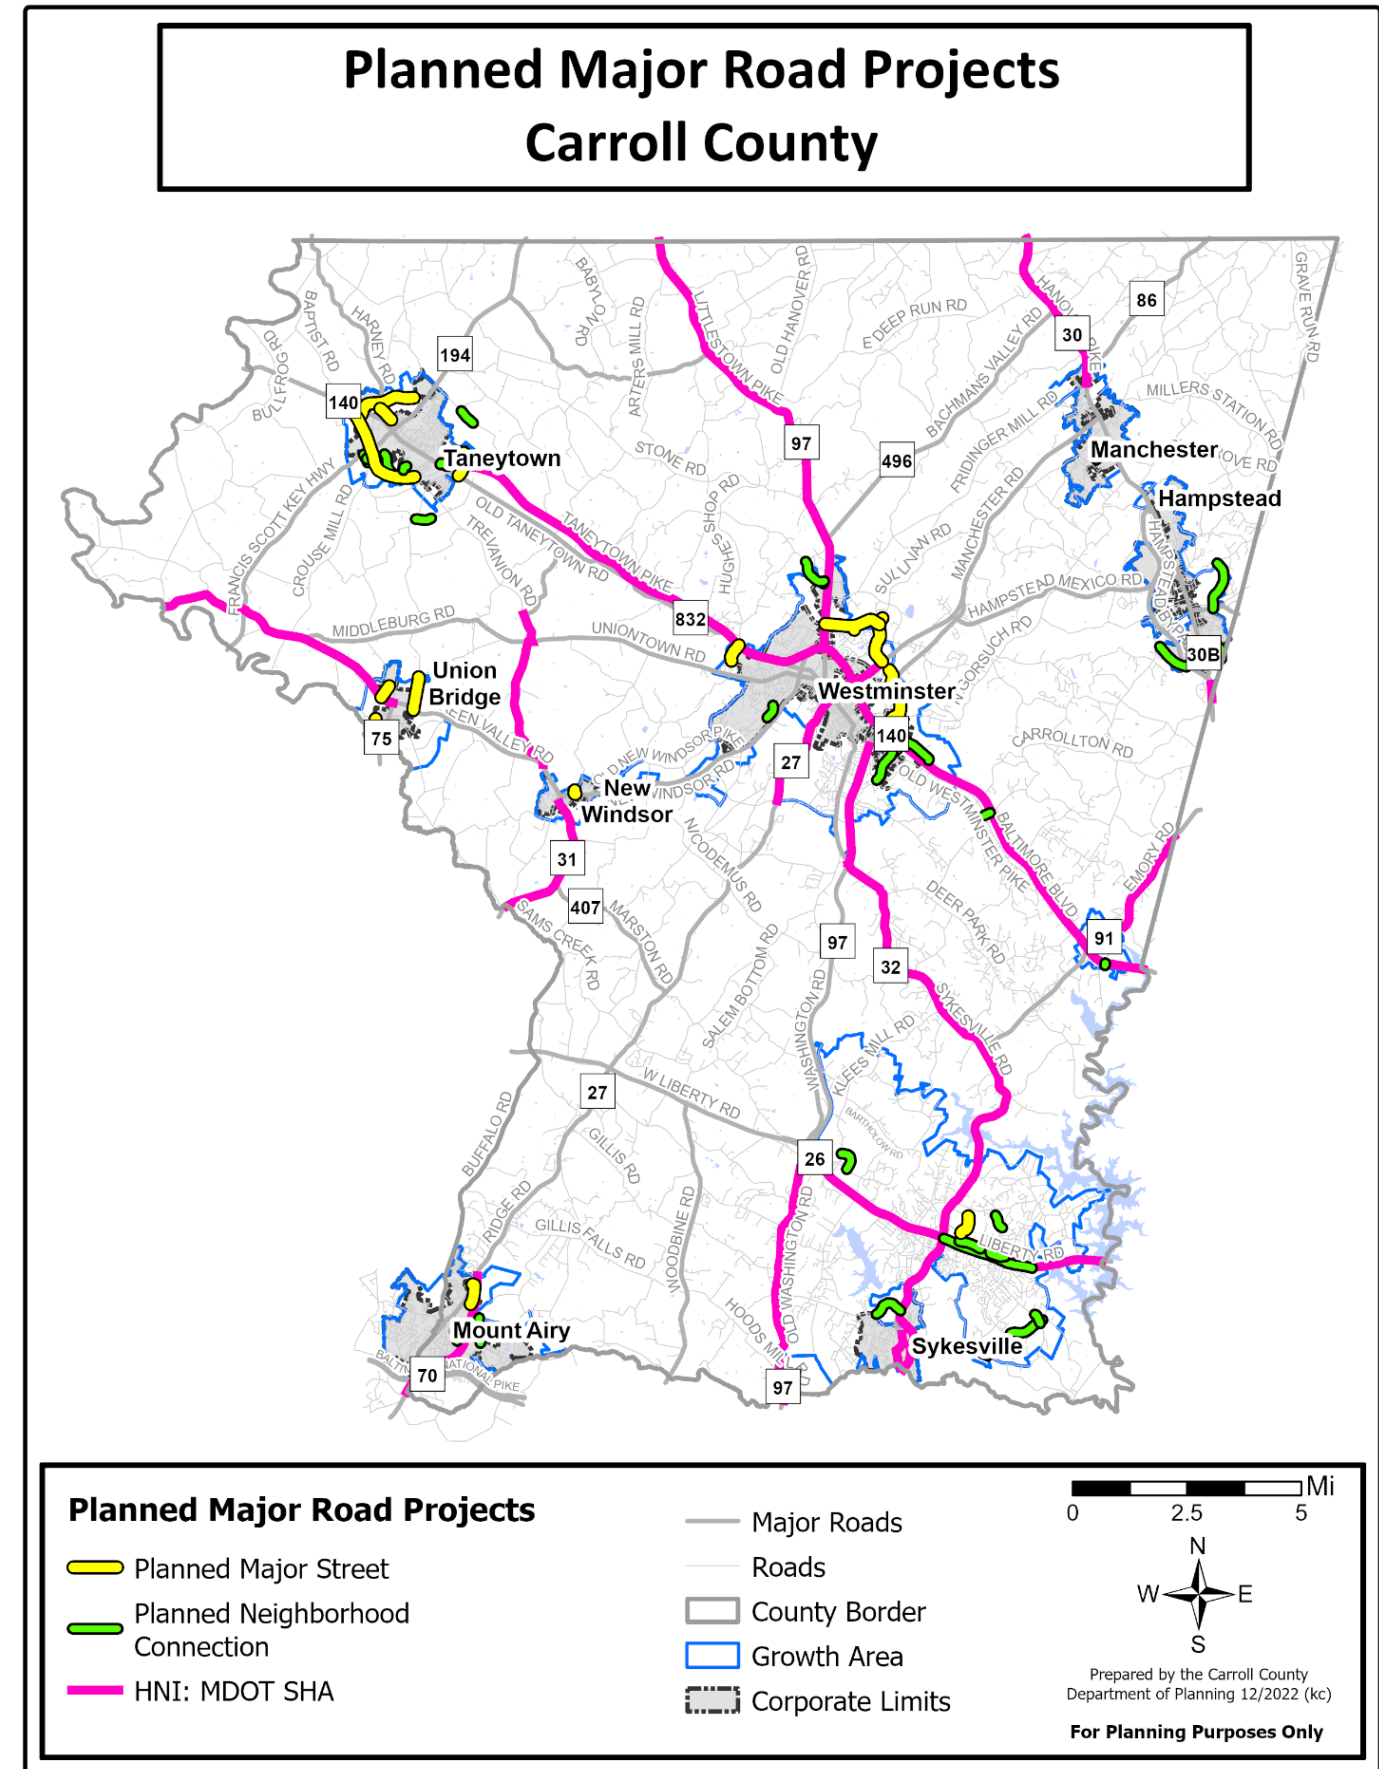 Planned Major Road Projects
Carroll County
BABYLON RD
ARTERS MILL RD
LITTLESTOWN PIKE
OLD HANOVER RD
E DEEP RUN RD
BACHMANS VALLEY RD
86
30
GRAVE RUN RD
BULLFROG RD
BAPTIST RD
HARNEY RD
194
140
MILLERS STATION RD
97
496
FRIDINGER MILL RD
STONE RD
Taneytown
Manchester
Hampstead
FRANCIS SCOTT KEY HWY
CROUSE MILL RD
TREVANION RD
OLD TANEYTOWN RD
TANEYTOWN PIKE
HUGHES SHOP RD
SULLIVAN RD
MANCHESTER RD
HAMPSTEAD MEXICO RD
832
MIDDLEBURG RD
UNIONTOWN RD
N GORSUCH RD
30B
Union
Bridge
Westminster
75
140
27
CARROLLTON RD
New
Windsor
OLD WESTMINSTER PIKE
BALTIMORE BLVD
EMORY RD
31
407
NICODEMUS RD
DEER PARK RD
SAMS CREEK RD
MARSTON RD
SALEM BOTTOM RD
97
32
91
WASHINGTON RD
SYKESVILLE RD
KLEES MILL RD
BARTHOLOW RD
27
W LIBERTY RD
BUFFALO RD
GILLIS RD
26
RIDGE RD
GILLIS FALLS RD
WOODBINE RD
OLD WASHINGTON RD
LIBERTY RD
Mount Airy
Sykesville
70
97
Planned Major Road Projects
Planned Major Street
Planned Neighborhood
Connection
HNI: MDOT SHA
Major Roads
Roads
County Border
Growth Area
Corporate Limits
Mi
0 2.5 5
N
W E
S
Prepared by the Carroll County
Department of Planning 12/2022 (kc)
For Planning Purposes Only